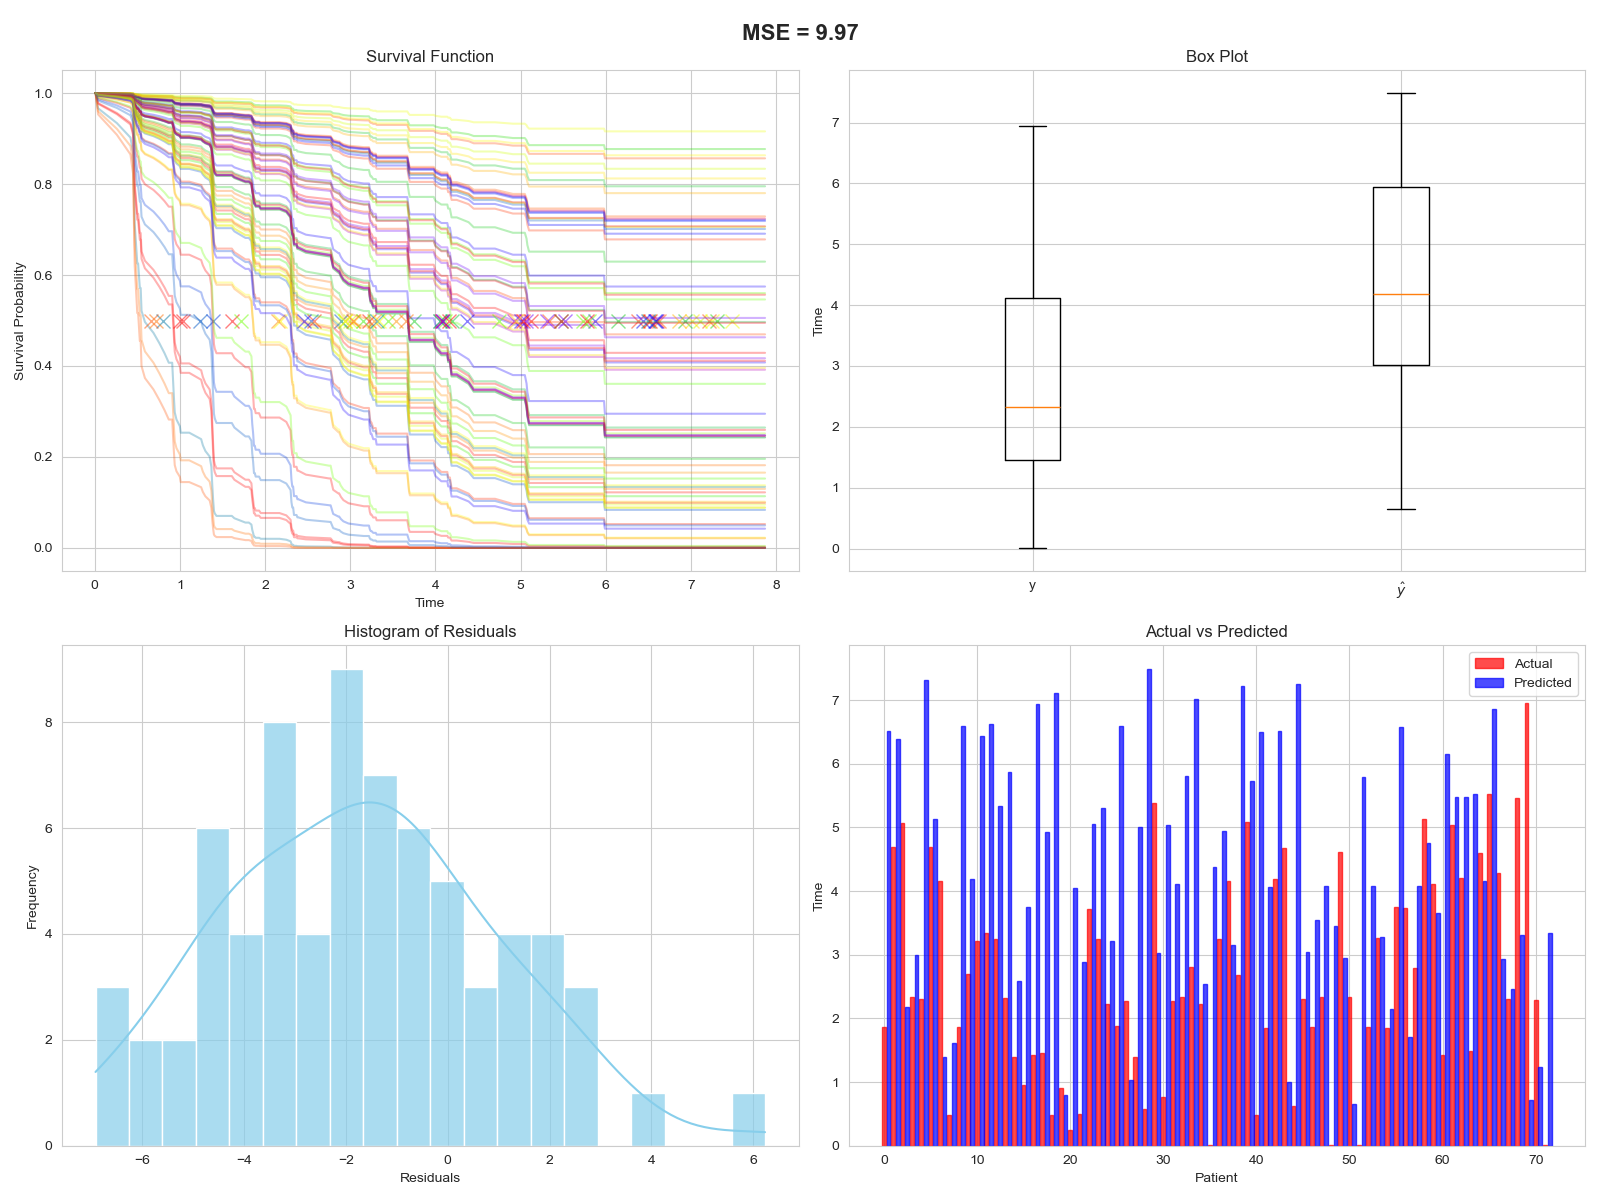 MSE = 9.97
Survival Function
Survival Probability
1.0
0.8
0.6
0.4
0.2
0.0
0 1 2 3 4 5 6 7 8
Time
Box Plot
Time
7
6
5
4
3
2
1
0
y ŷ
Histogram of Residuals
Frequency
8
6
4
2
0
−6 −4 −2 0 2 4 6
Residuals
Actual vs Predicted
Actual
Predicted
Time
7
6
5
4
3
2
1
0
0 10 20 30 40 50 60 70
Patient